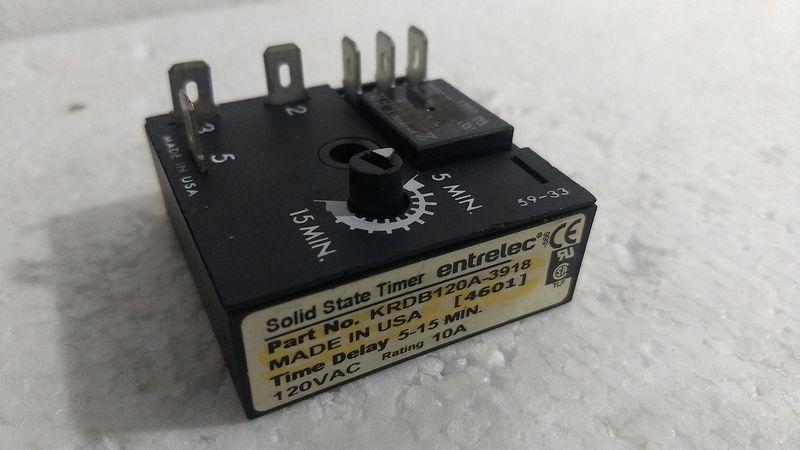 3
2
5
MADE IN USA
5 MIN.
15 MIN.
59-33
Solid State Timer entrelec®
Part No. KRDB120A-3918
MADE IN USA [4601]
Time Delay 5-15 MIN.
120VAC Rating 10A
CE